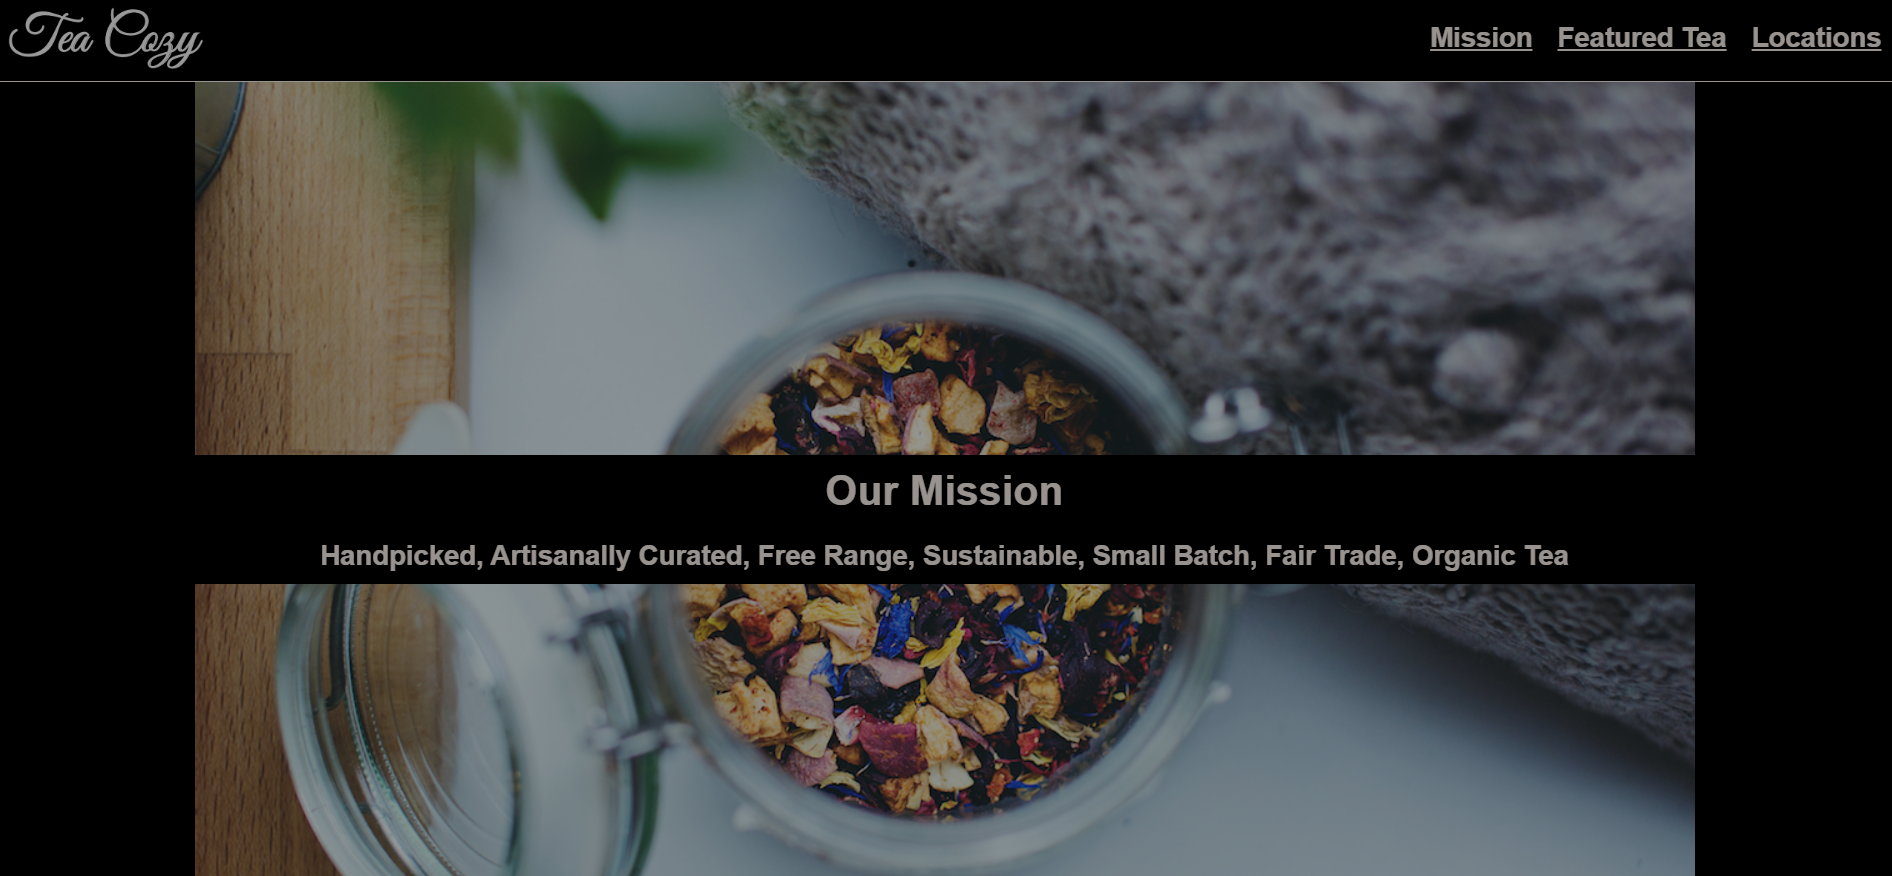 Tea Cozy
Mission Featured Tea Locations
Our Mission
Handpicked, Artisanally Curated, Free Range, Sustainable, Small Batch, Fair Trade, Organic Tea